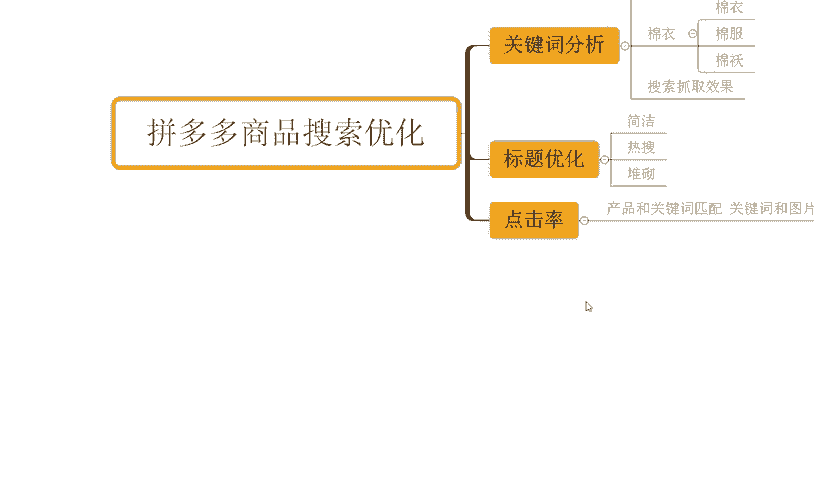 拼多多商品搜索优化
关键词分析
棉衣
棉衣
棉服
棉袄
搜索抓取效果
标题优化
简洁
热搜
堆砌
点击率
产品和关键词匹配 关键词和图片